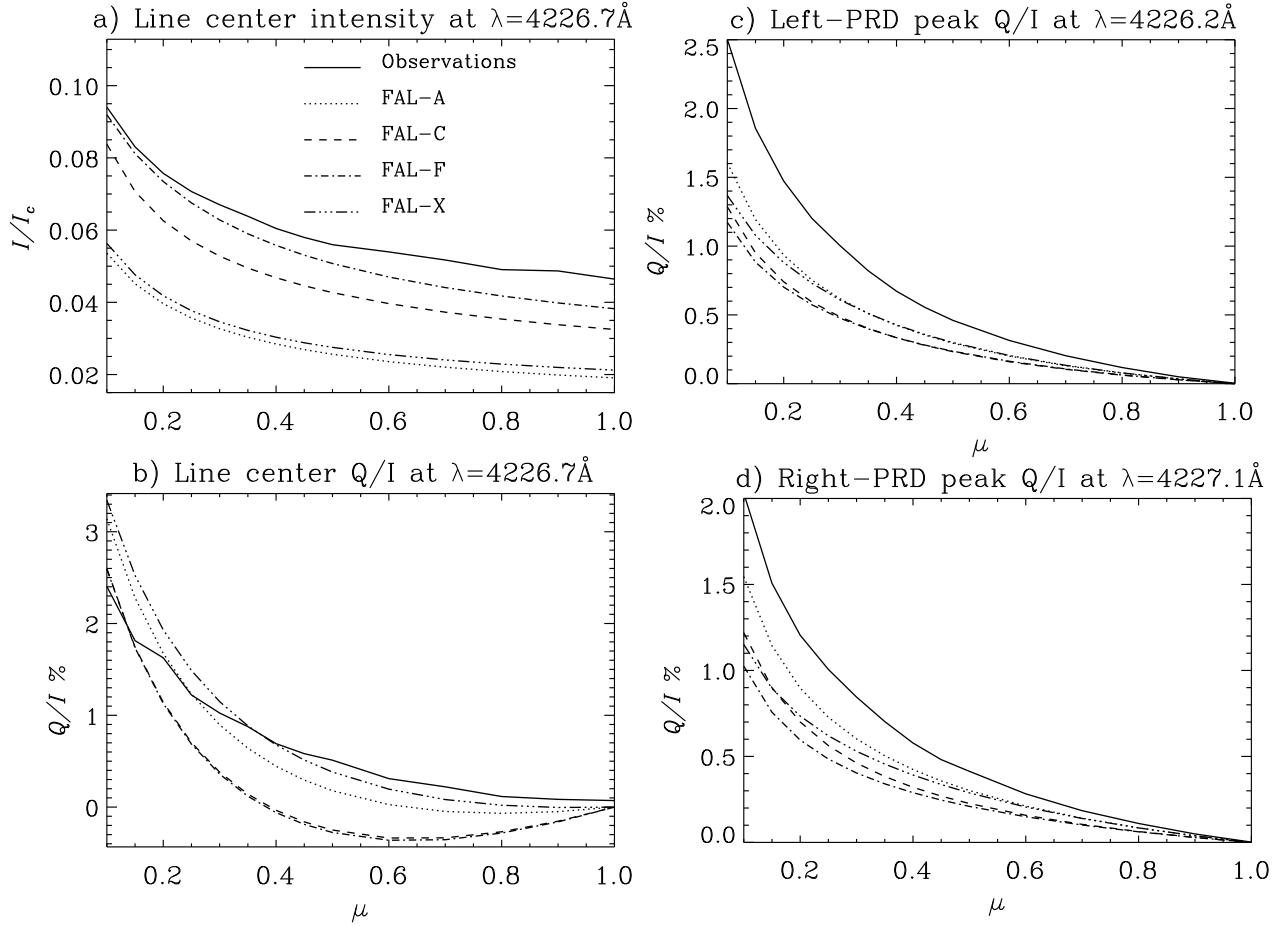 a) Line center intensity at λ=4226.7Å
Observations
FAL−A
FAL−C
FAL−F
FAL−X
I/Ic
0.10
0.08
0.06
0.04
0.02
0.2 0.4 0.6 0.8 1.0
c) Left−PRD peak Q/I at λ=4226.2Å
Q/I %
2.5
2.0
1.5
1.0
0.5
0.0
0.2 0.4 0.6 0.8 1.0
μ
b) Line center Q/I at λ=4226.7Å
Q/I %
3
2
1
0
0.2 0.4 0.6 0.8 1.0
μ
d) Right−PRD peak Q/I at λ=4227.1Å
Q/I %
2.0
1.5
1.0
0.5
0.0
0.2 0.4 0.6 0.8 1.0
μ